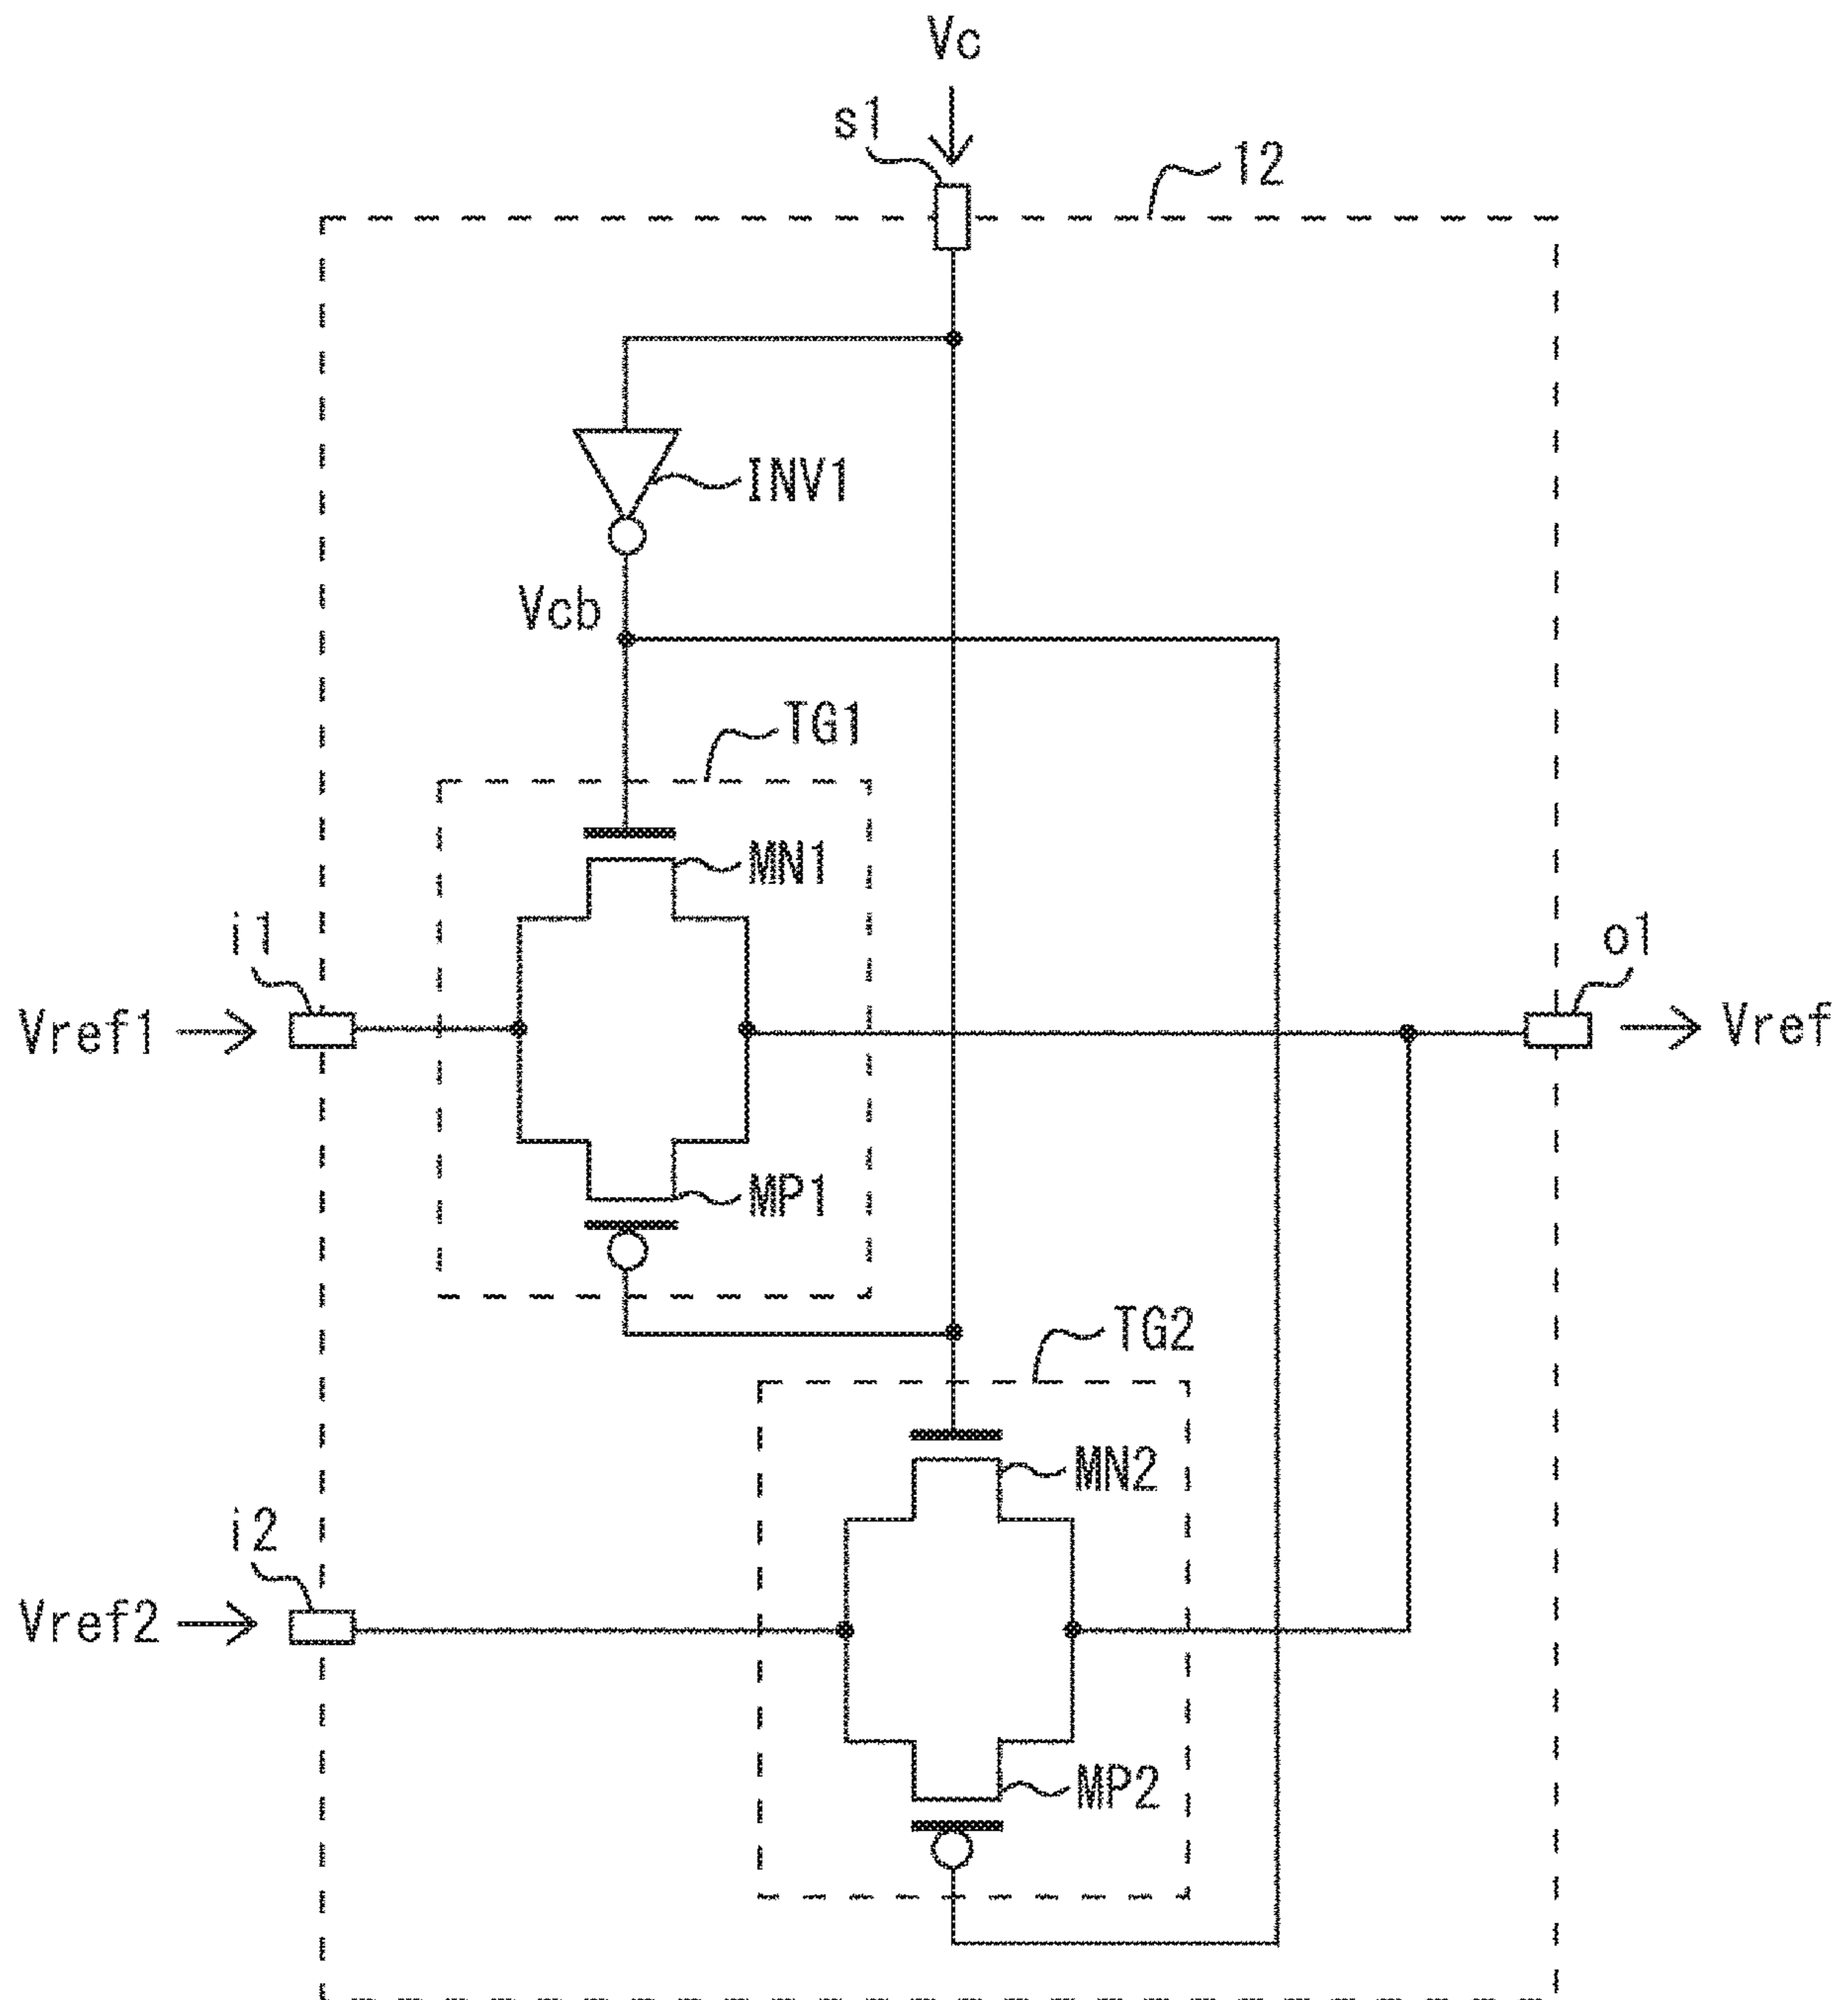 Vc
s1
12
INV1
Vcb
TG1
MN1
i1
o1
Vref1
Vref
MP1
TG2
MN2
i2
Vref2
MP2